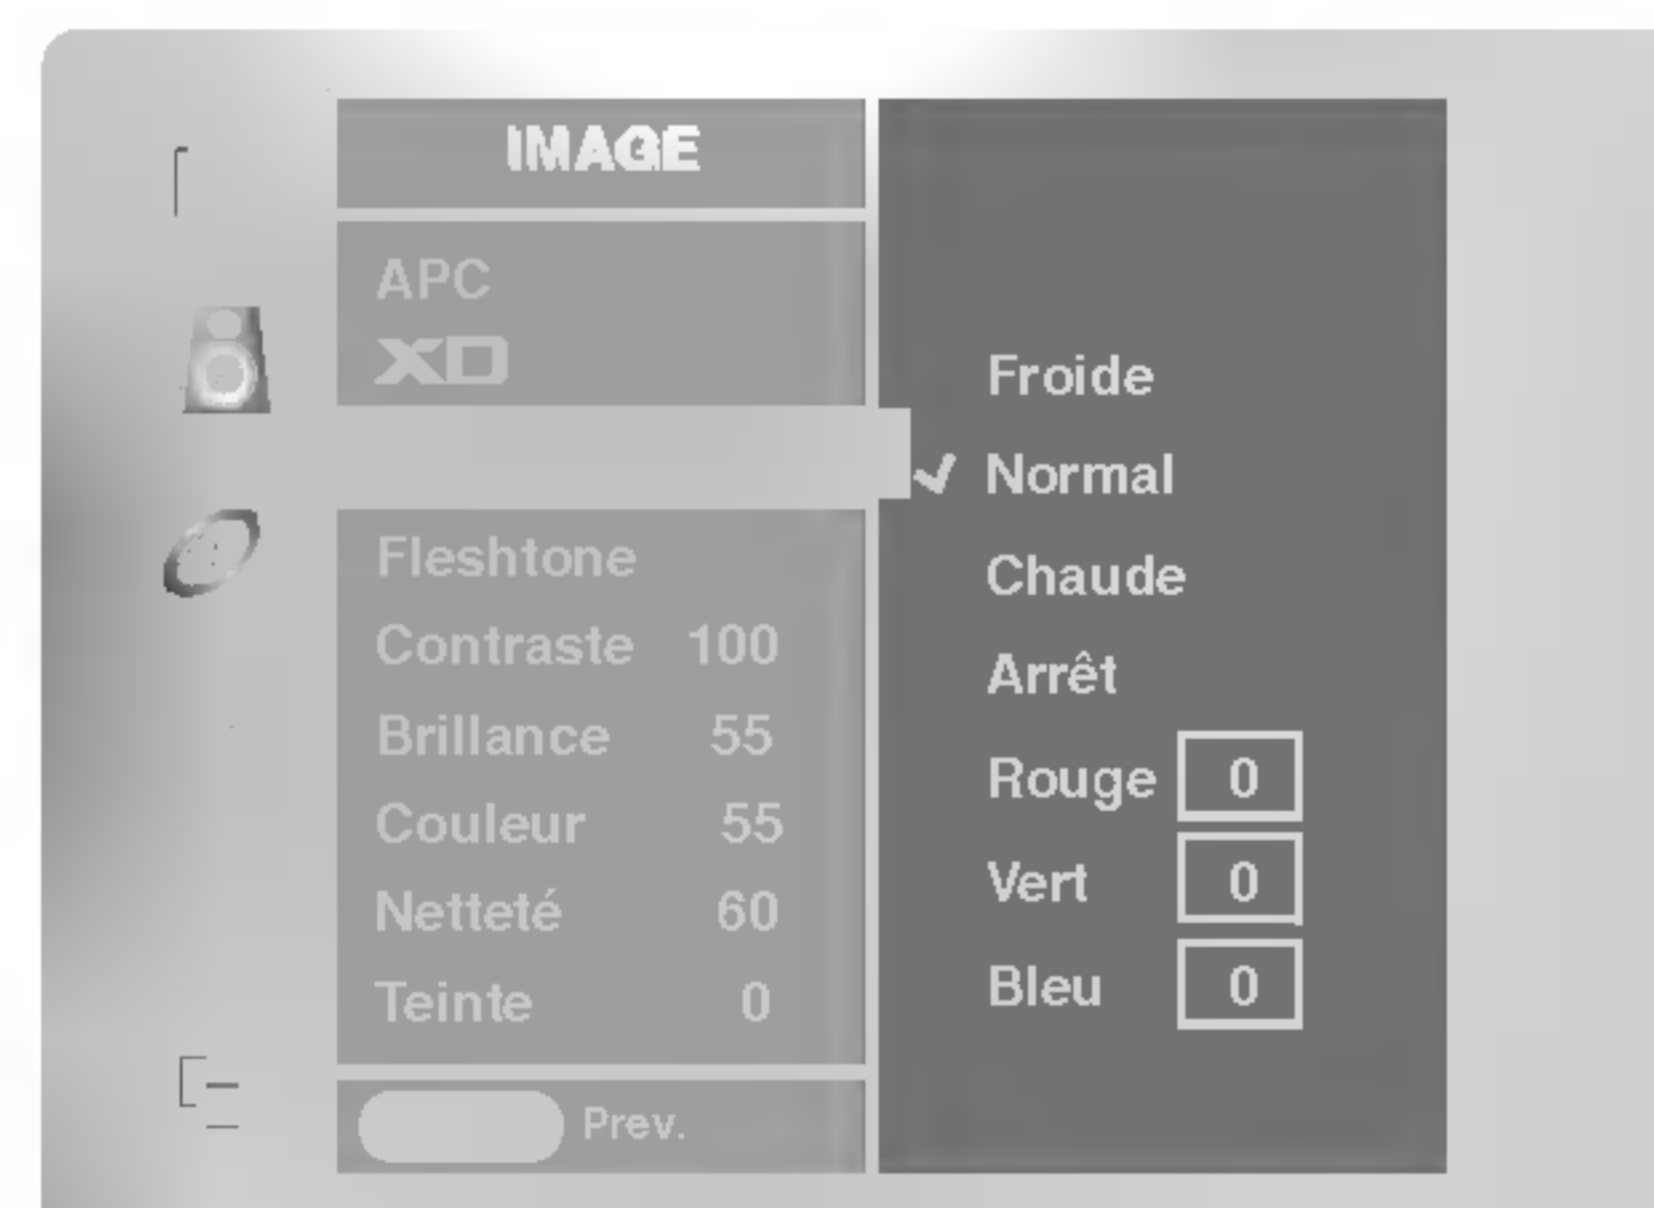 IMAGE
APC
XD
Fleshtone
Contraste 100
Brillance 55
Couleur 55
Netteté 60
Teinte 0
Prev.
Froide
✓ Normal
Chaude
Arrêt
Rouge 0
Vert 0
Bleu 0